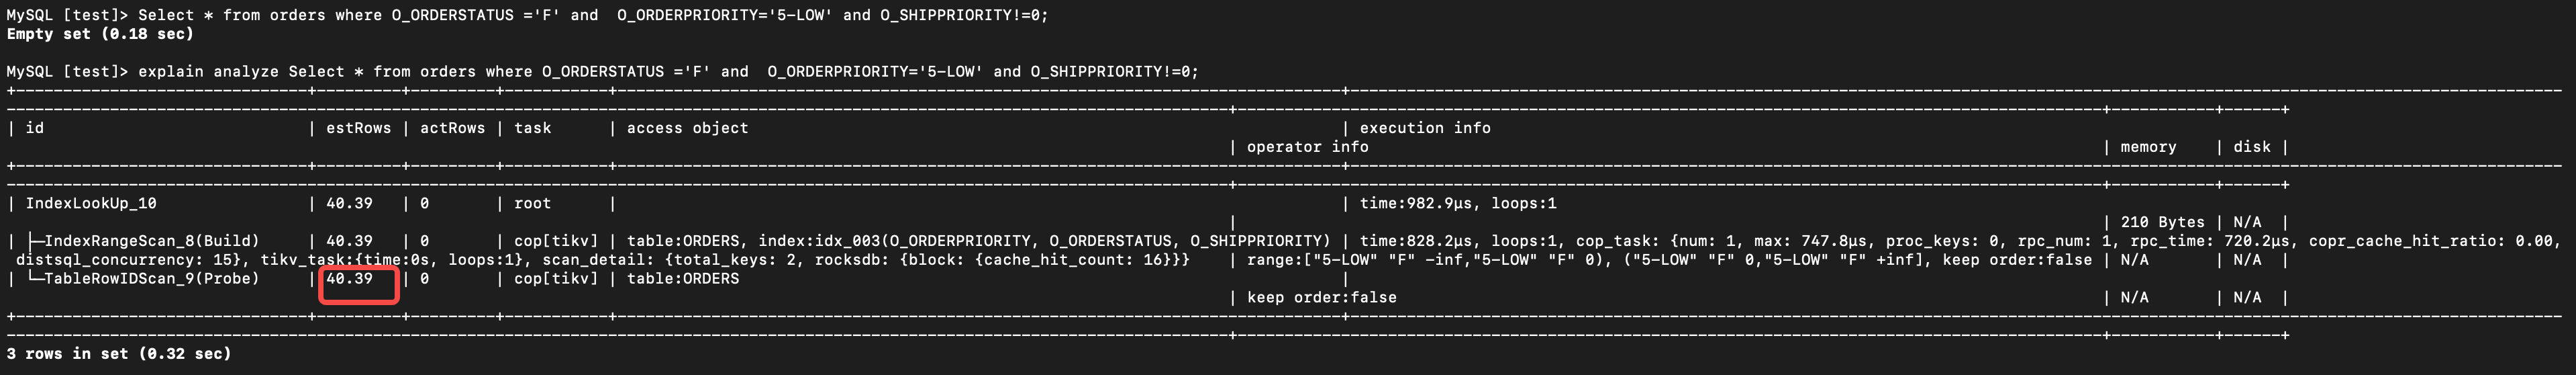 MySQL [test]> Select * from orders where O_ORDERSTATUS ='F' and  O_ORDERPRIORITY='5-LOW' and O_SHIPPRIORITY!=0;
Empty set (0.18 sec)
MySQL [test]> explain analyze Select * from orders where O_ORDERSTATUS ='F' and  O_ORDERPRIORITY='5-LOW' and O_SHIPPRIORITY!=0;
| id | estRows | actRows | task | access object | execution info
| operator info | memory | disk |
| IndexLookUp_10 | 40.39 | 0 | root | | time:982.9µs, loops:1
| | 210 Bytes | N/A |
| ├─IndexRangeScan_8(Build) | 40.39 | 0 | cop[tikv] | table:ORDERS, index:idx_003(O_ORDERPRIORITY, O_ORDERSTATUS, O_SHIPPRIORITY) | time:828.2µs, loops:1, cop_task: {num: 1, max: 747.8µs, proc_keys: 0, rpc_num: 1, rpc_time: 720.2µs, copr_cache_hit_ratio: 0.00,
distsql_concurrency: 15}, tikv_task:{time:0s, loops:1}, scan_detail: {total_keys: 2, rocksdb: {block: {cache_hit_count: 16}}} | range:["5-LOW" "F" -inf,"5-LOW" "F" 0), ("5-LOW" "F" 0,"5-LOW" "F" +inf], keep order:false | N/A | N/A |
| └─TableRowIDScan_9(Probe) | 40.39 | 0 | cop[tikv] | table:ORDERS |
| keep order:false | N/A | N/A |
3 rows in set (0.32 sec)